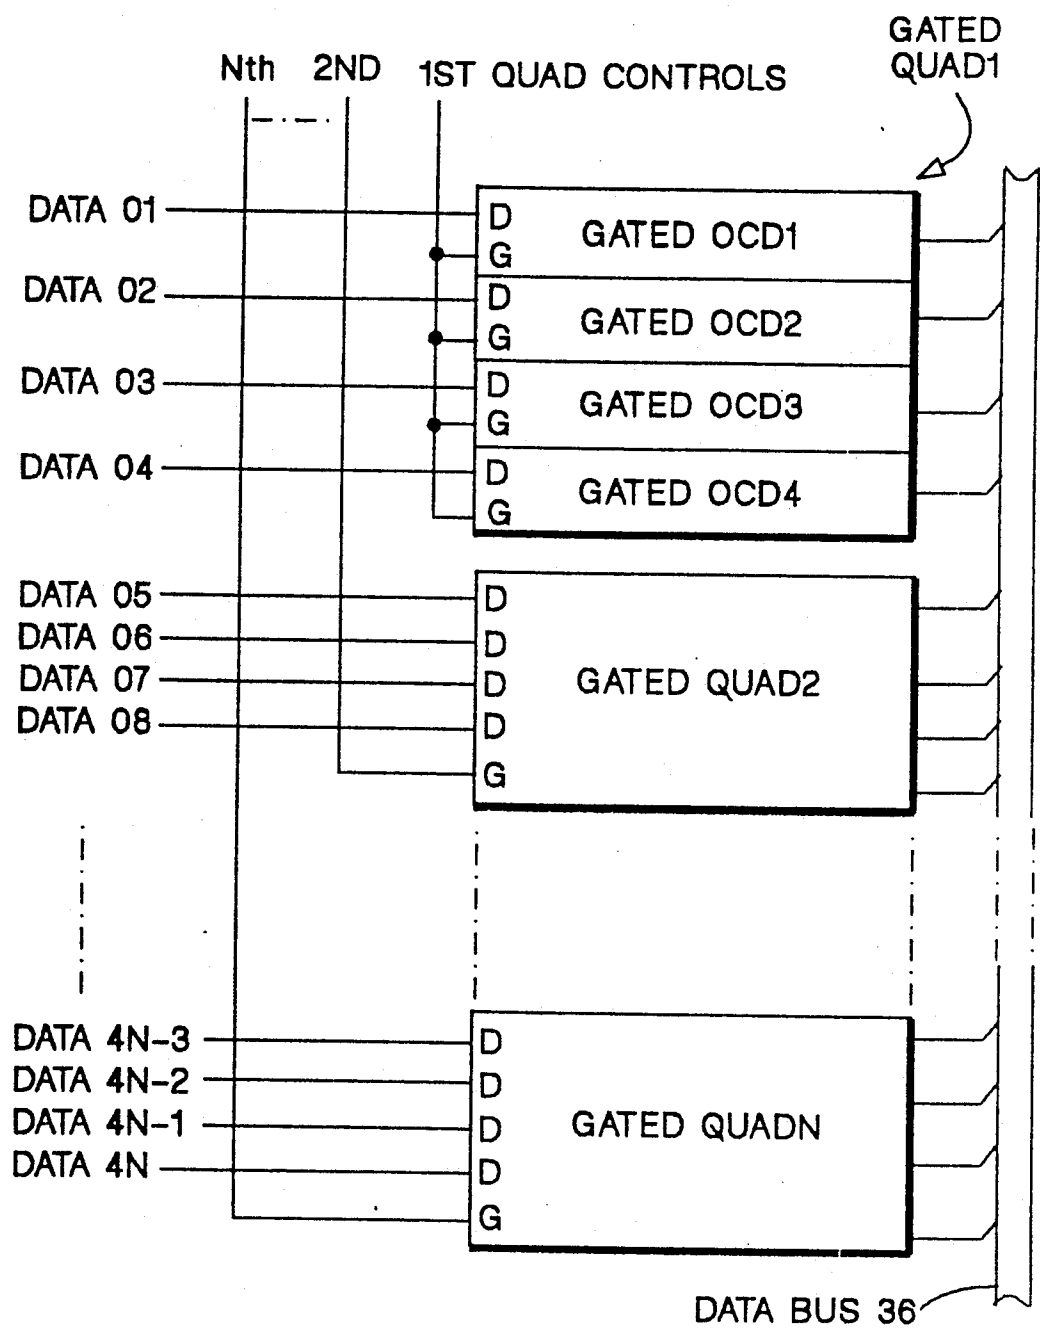 GATED
QUAD1
Nth 2ND 1ST QUAD CONTROLS
DATA 01
D
GATED OCD1
G
DATA 02
D
GATED OCD2
G
DATA 03
D
GATED OCD3
G
DATA 04
D
GATED OCD4
G
DATA 05
D
DATA 06
D
DATA 07
D
GATED QUAD2
DATA 08
D
G
DATA 4N-3
D
DATA 4N-2
D
DATA 4N-1
D
GATED QUADN
DATA 4N
D
G
DATA BUS 36